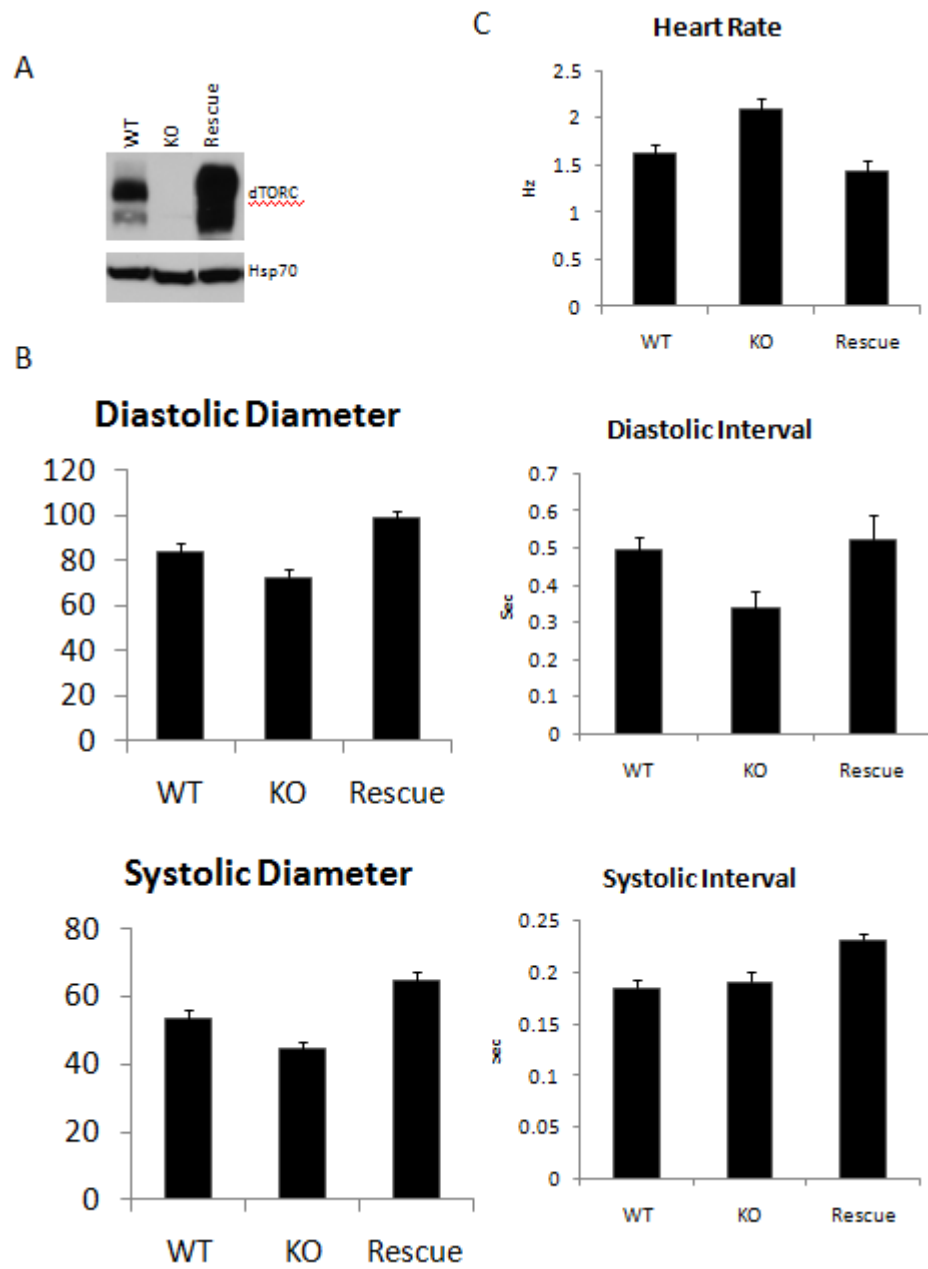 A
WT
KO
Rescue
dTORC
Hsp70
C
Heart Rate
2.5
2
1.5
1
0.5
0
Hz
WT KO Rescue
B
Diastolic Diameter
120
100
80
60
40
20
0
WT KO Rescue
Diastolic Interval
0.7
0.6
0.5
0.4
0.3
0.2
0.1
0
Sec
WT KO Rescue
Systolic Diameter
80
60
40
20
0
WT KO Rescue
Systolic Interval
0.25
0.2
0.15
0.1
0.05
0
sec
WT KO Rescue